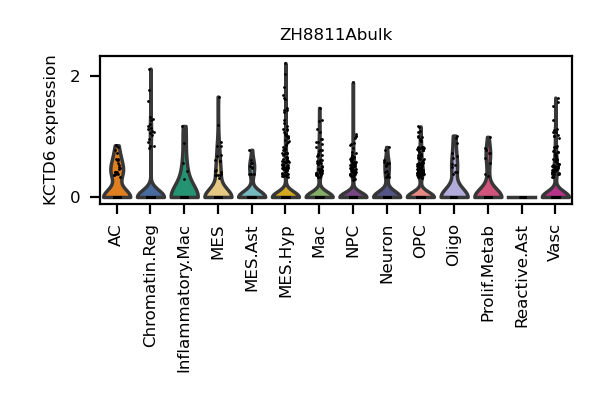 ZH8811Abulk
KCTD6 expression
2
0
AC
Chromatin.Reg
Inflammatory.Mac
MES
MES.Ast
MES.Hyp
Mac
NPC
Neuron
OPC
Oligo
Prolif.Metab
Reactive.Ast
Vasc